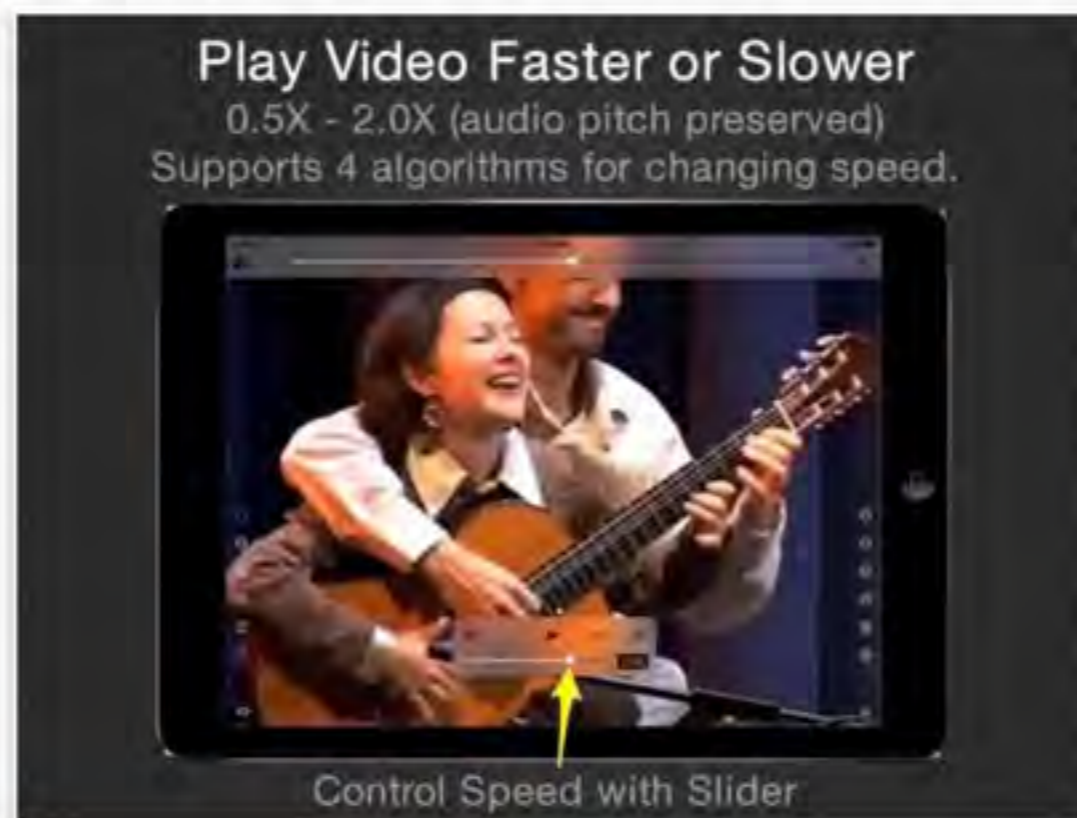 Play Video Faster or Slower
0.5X - 2.0X (audio pitch preserved)
Supports 4 algorithms for changing speed.
Control Speed with Slider